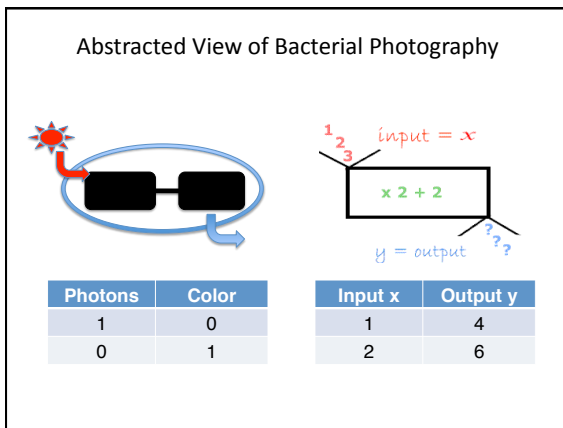 Abstracted View of Bacterial Photography
1
2
3
input = x
x 2 + 2
y = output
?
?
?
Photons Color
1 0
0 1
Input x Output y
1 4
2 6